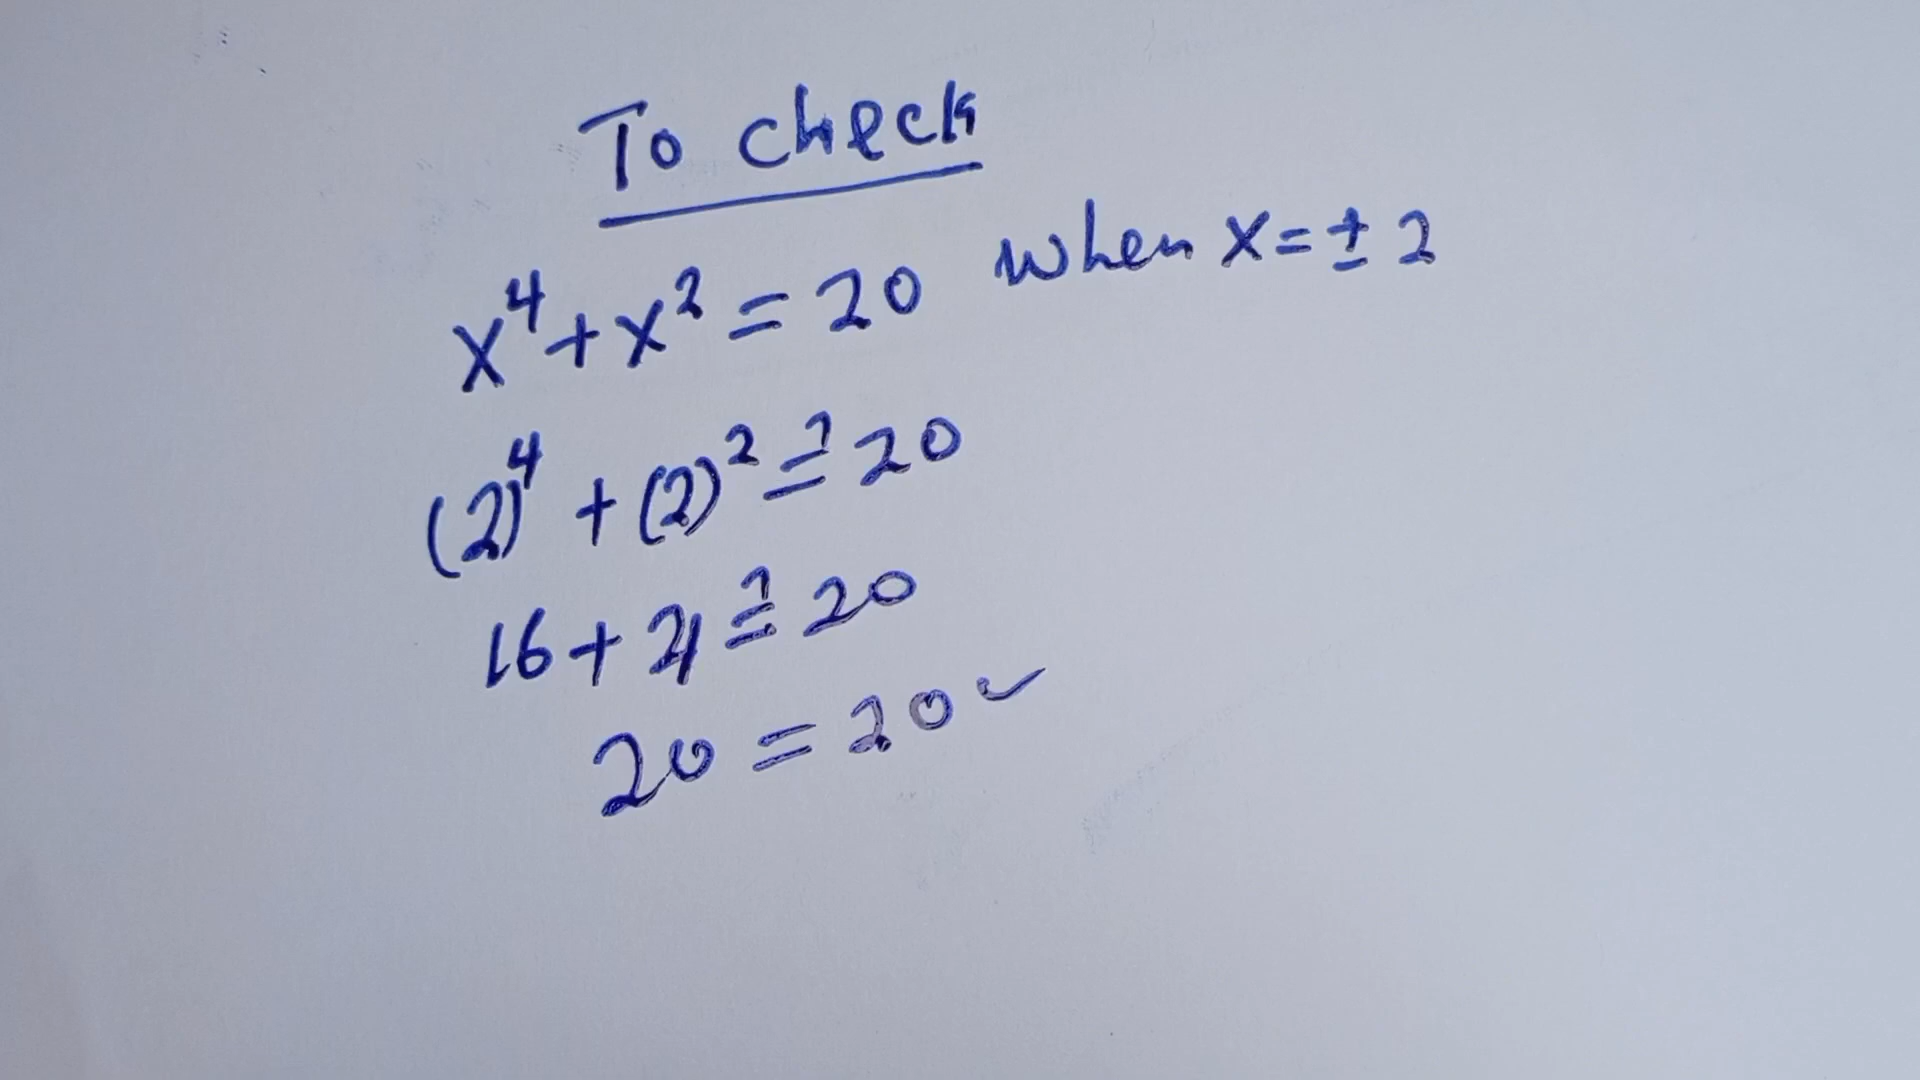 To check
x⁴+x²=20 when x=±2
(2)⁴+(2)²≟20
16+4≟20
20=20✓